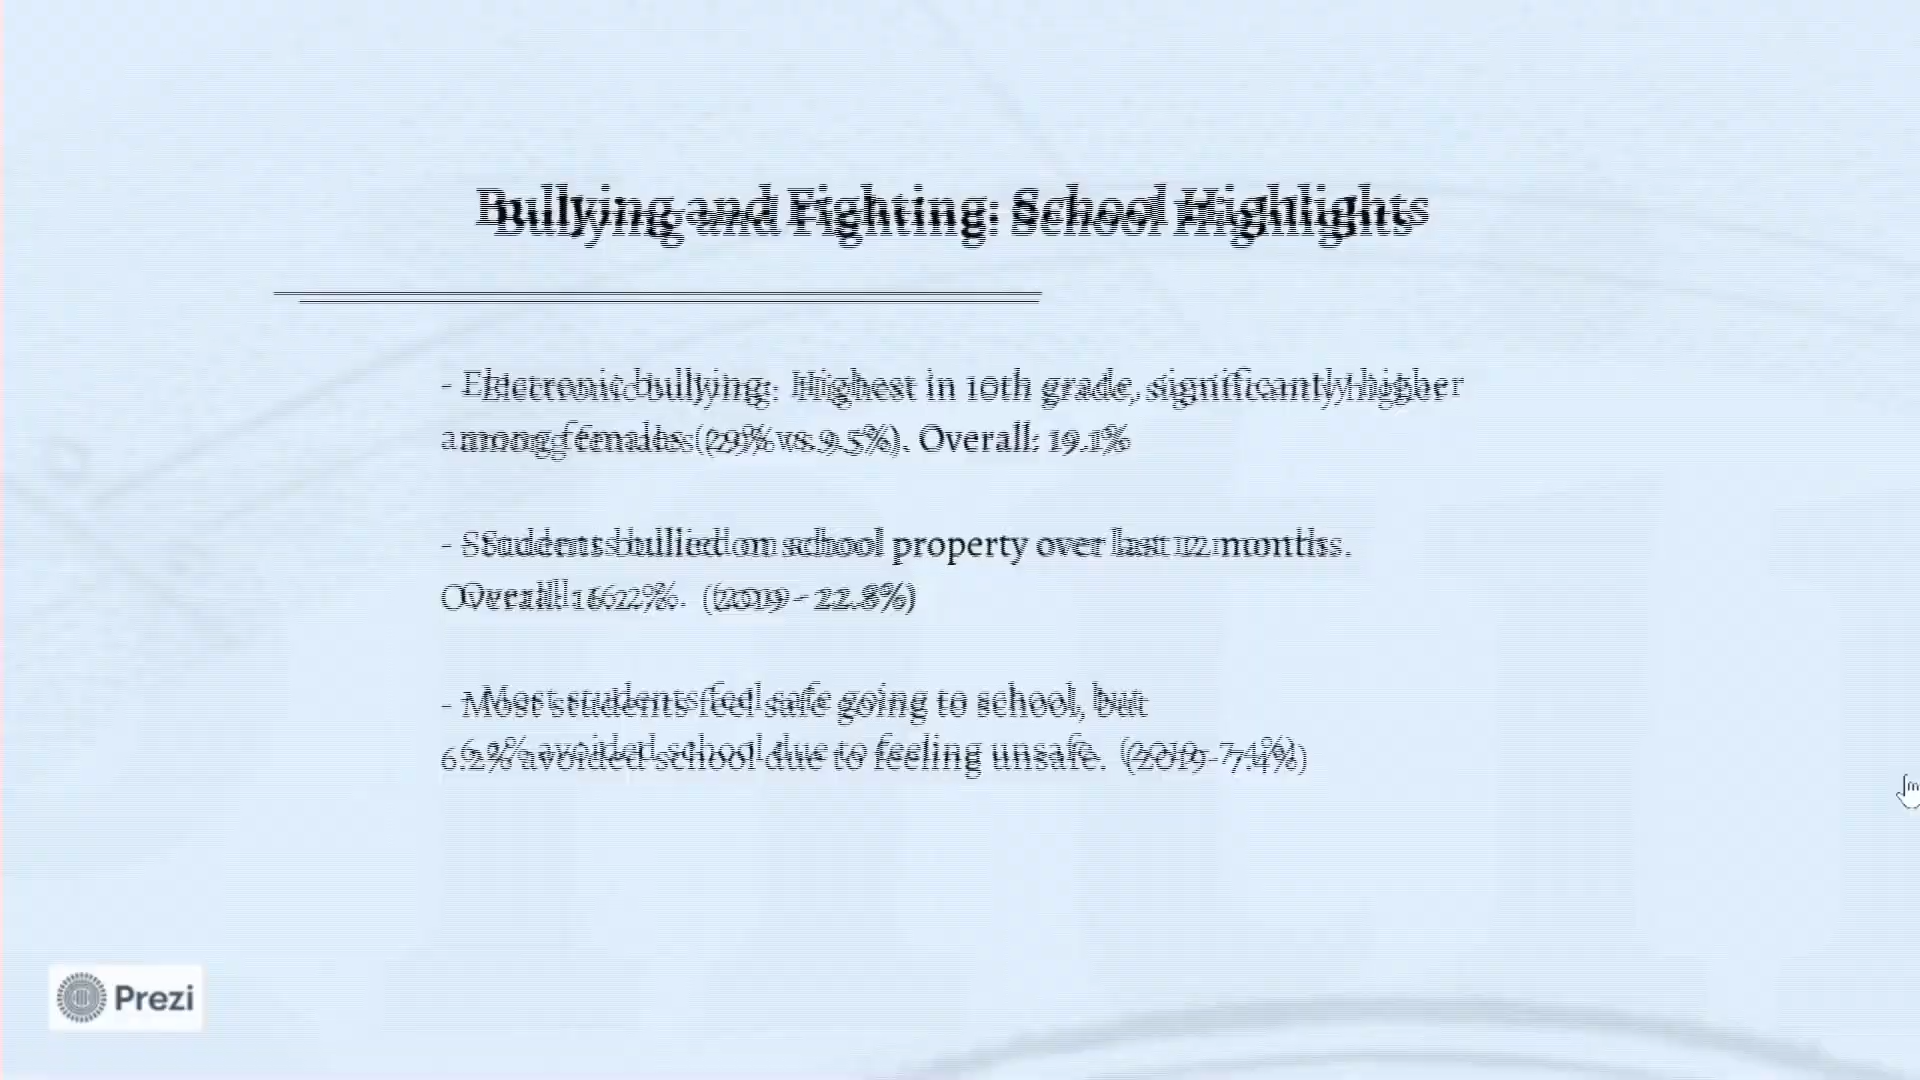 Bullying and Fighting: School Highlights
- Electronic bullying: Highest in 10th grade, significantly higher
among females (29% vs 9.5%). Overall: 19.1%
- Students bullied on school property over last 12 months.
Overall: 16.2%. (2019 - 22.8%)
- Most students feel safe going to school, but
6.2% avoided school due to feeling unsafe. (2019-7.4%)
Prezi